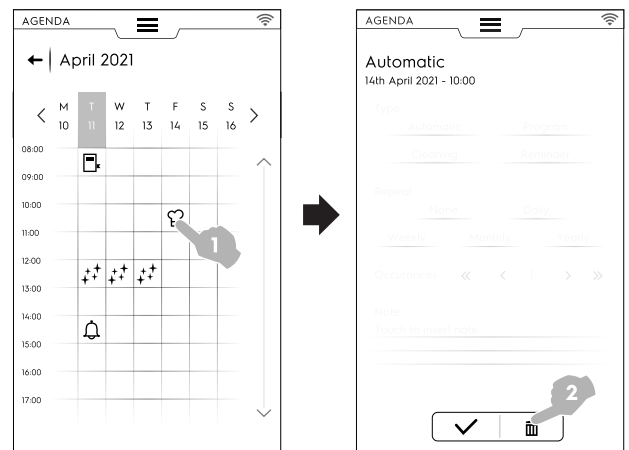 AGENDA
April 2021
M T W T F S S
10 11 12 13 14 15 16
08:00
09:00
10:00
11:00
12:00
13:00
14:00
15:00
16:00
17:00
1
AGENDA
Automatic
14th April 2021 - 10:00
Type
Automatic Program
Cleaning Reminder
Repeat
None Daily
Weekly Monthly Yearly
Occurrences
Note
Touch to insert note
2